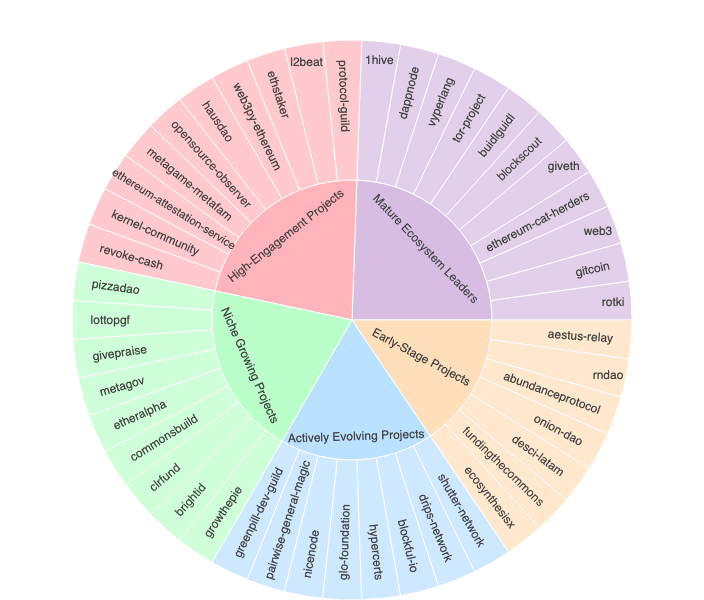 High-Engagement Projects
revoke-cash
kernel-community
ethereum-attestation-service
metagame-metafam
opensource-observer
hausdao
web3py-ethereum
ethstaker
l2beat
protocol-guild
Mature Ecosystem Leaders
1hive
dappnode
vyperlang
tor-project
buidlguidl
blockscout
giveth
ethereum-cat-herders
web3
gitcoin
rotki
Early-Stage Projects
aestus-relay
rndao
abundanceprotocol
onion-dao
desci-latam
fundingthecommons
ecosynthesisx
Actively Evolving Projects
shutter-network
drips-network
blockful-io
hypercerts
glo-foundation
nicenode
pairwise-general-magic
greenpill-dev-guild
Niche Growing Projects
growthepie
brightid
clrfund
commonsbuild
etheralpha
metagov
givepraise
lottopgf
pizzadao